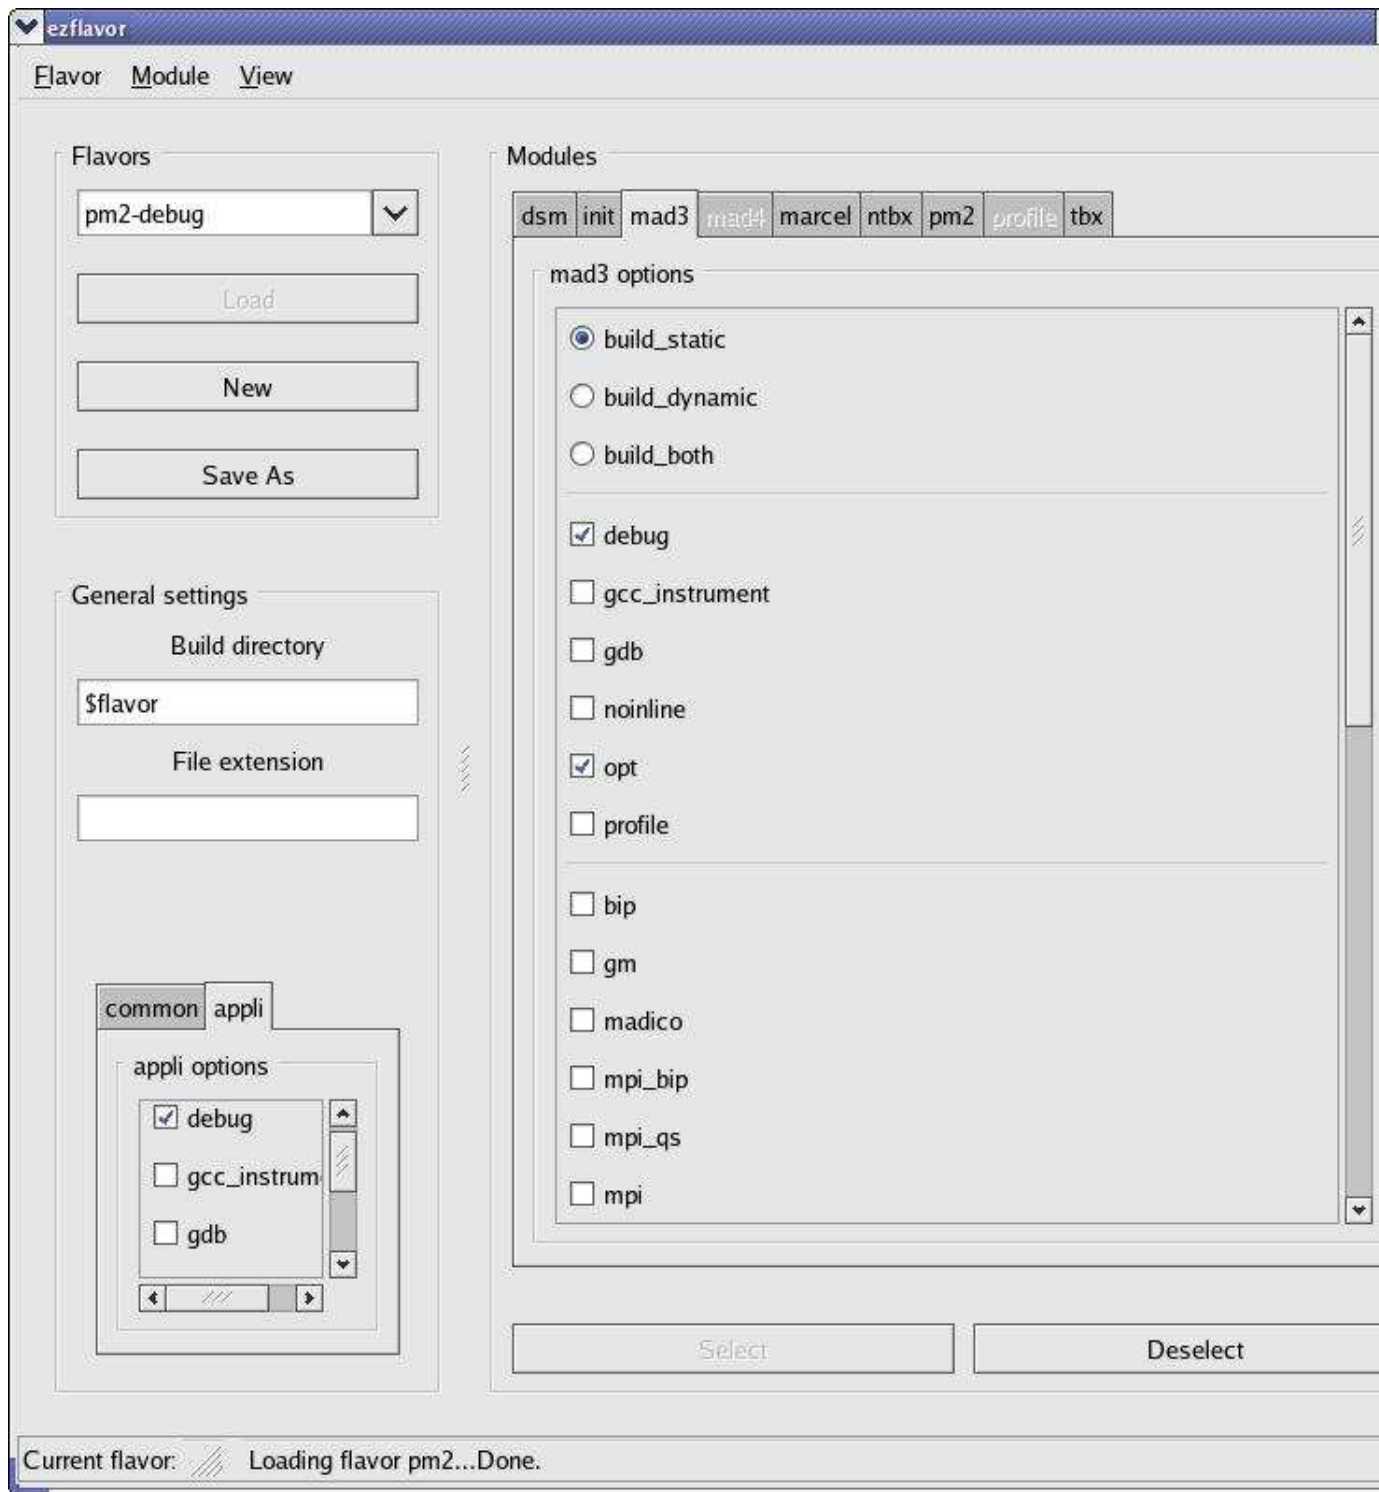 ezflavor
Flavor Module View
Flavors
pm2-debug
Load
New
Save As
General settings
Build directory
$flavor
File extension
common appli
appli options
debug
gcc_instrum
gdb
Modules
dsm init mad3 mad4 marcel ntbx pm2 profile tbx
mad3 options
build_static
build_dynamic
build_both
debug
gcc_instrument
gdb
noinline
opt
profile
bip
gm
madico
mpi_bip
mpi_qs
mpi
Select Deselect
Current flavor: Loading flavor pm2...Done.